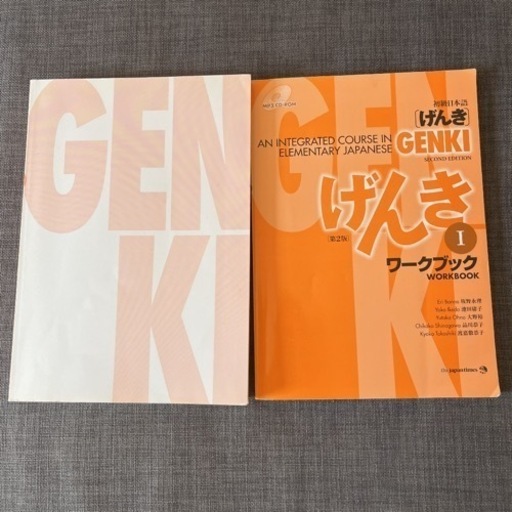 GEN
KI
MP3 CD-ROM
初級日本語
[げんき]
AN INTEGRATED COURSE IN
ELEMENTARY JAPANESE
GENKI
SECOND EDITION
げんき
I
〈第2版〉
ワークブック
WORKBOOK
Eri Banno 坂野永理
Yoko Ikeda 池田庸子
Yutaka Ohno 大野裕
Chikako Shinagawa 品川恭子
Kyoko Tokashiki 渡嘉敷恭子
the japan times
GEN
KI